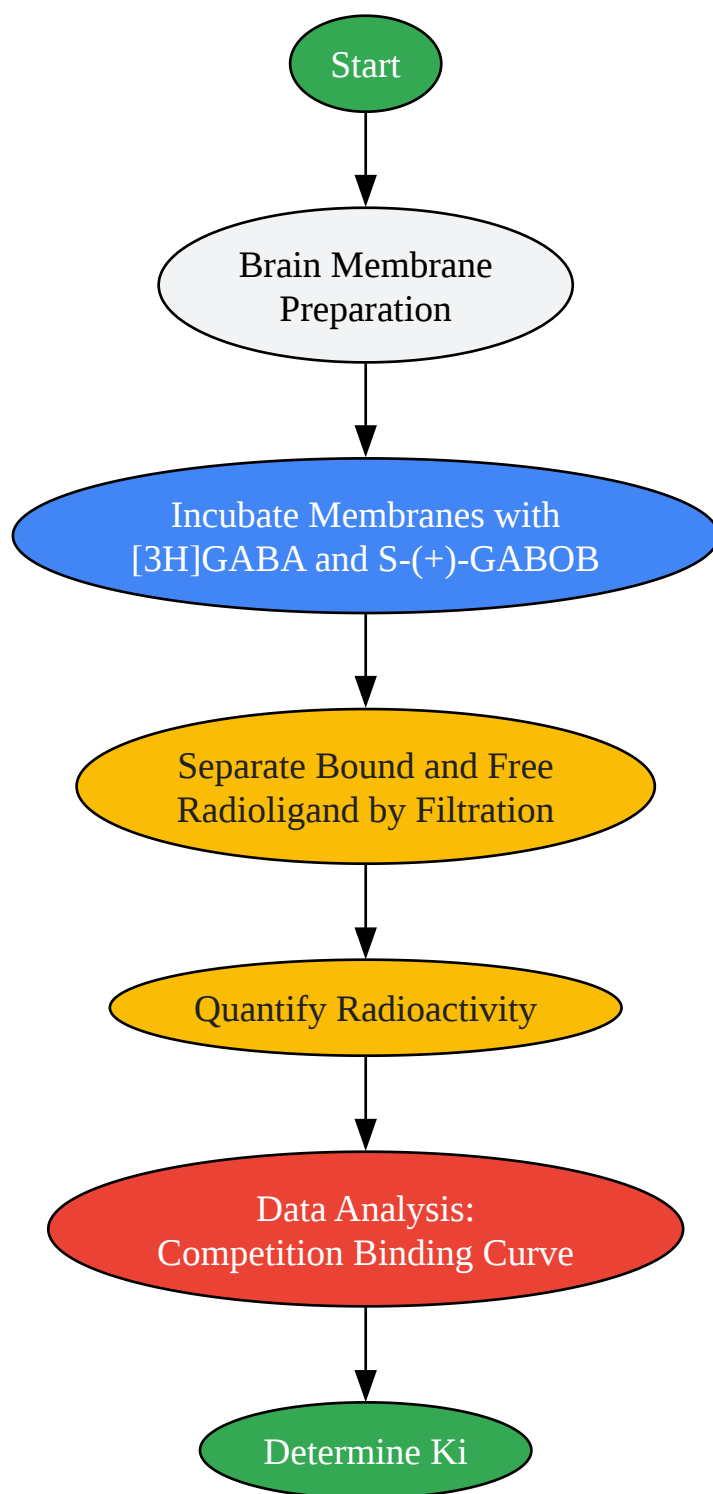 Start
Brain Membrane
Preparation
Incubate Membranes with
[3H]GABA and S-(+)-GABOB
Separate Bound and Free
Radioligand by Filtration
Quantify Radioactivity
Data Analysis:
Competition Binding Curve
Determine Ki